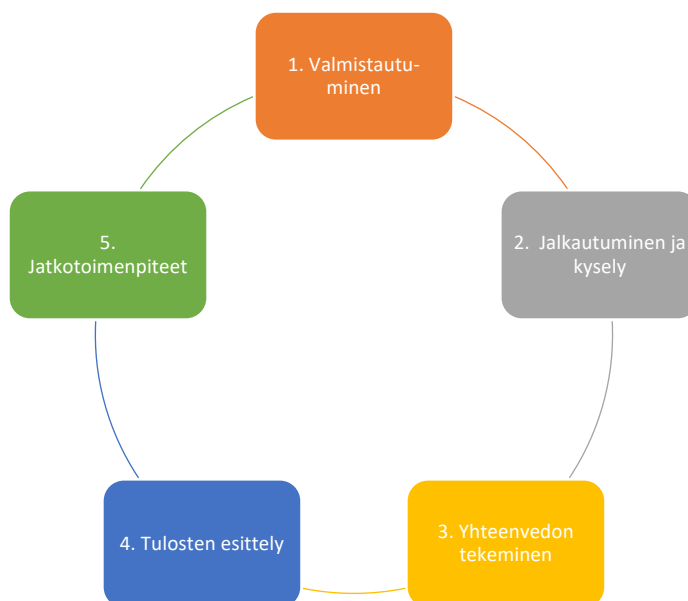 1. Valmistautu-
minen
2. Jalkautuminen ja
kysely
3. Yhteenvedon
tekeminen
4. Tulosten esittely
5.
Jatkotoimenpiteet